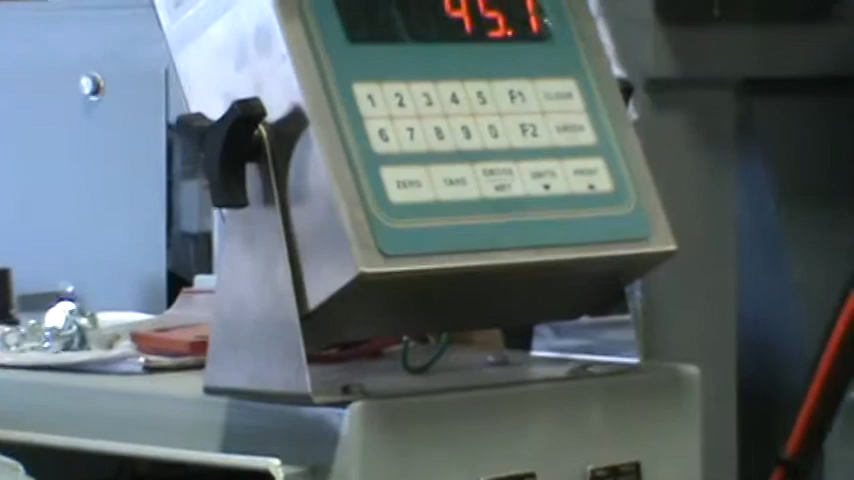 45.1
1 2 3 4 5 F1 CLEAR
6 7 8 9 0 F2 ENTER
ZERO TARE GROSS NET UNITS PRINT